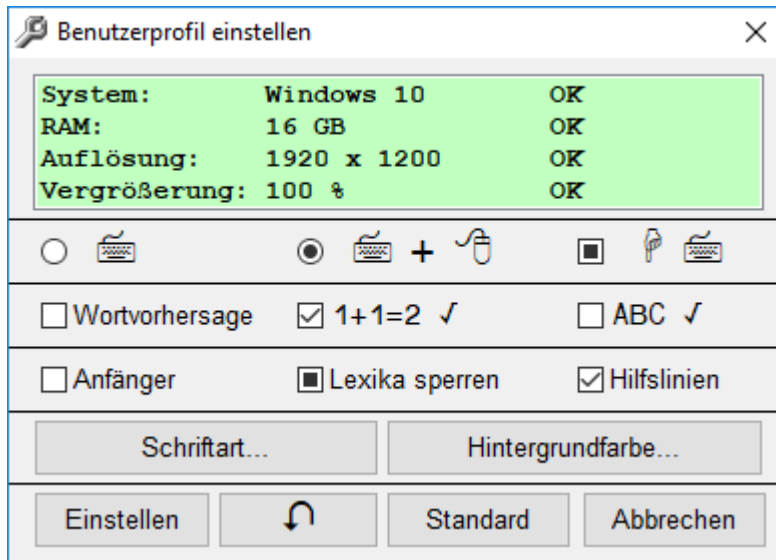 Benutzerprofil einstellen
System: Windows 10 OK
RAM: 16 GB OK
Auflösung: 1920 x 1200 OK
Vergrößerung: 100 % OK
+
Wortvorhersage 1+1=2 √ ABC √
Anfänger Lexika sperren Hilfslinien
Schriftart... Hintergrundfarbe...
Einstellen Standard Abbrechen